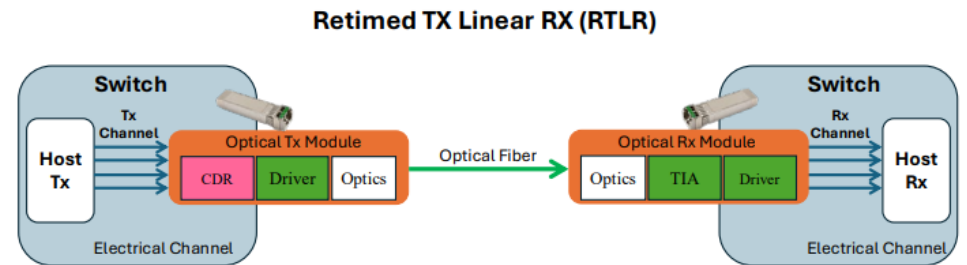 Retimed TX Linear RX (RTLR)
Switch
Tx
Channel
Host
Tx
Optical Tx Module
CDR
Driver
Optics
Electrical Channel
Optical Fiber
Switch
Optical Rx Module
Optics
TIA
Driver
Rx
Channel
Host
Rx
Electrical Channel